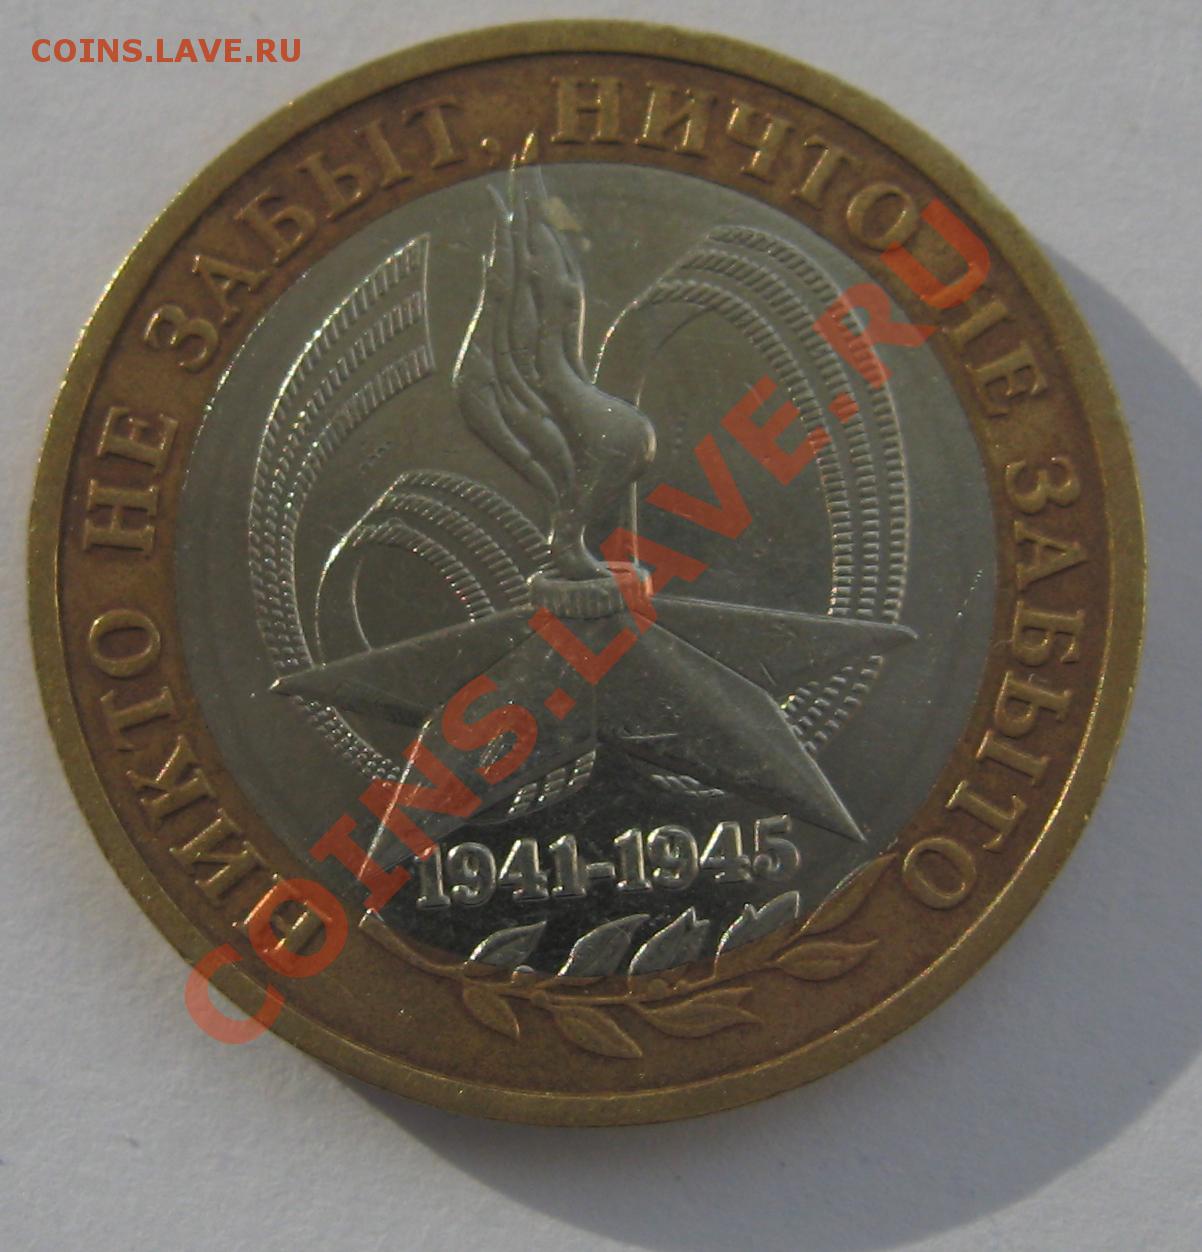 COINS.LAVE.RU
НИКТО НЕ ЗАБЫТ, НИЧТО НЕ ЗАБЫТО
COINS.LAVE.RU
1941-1945